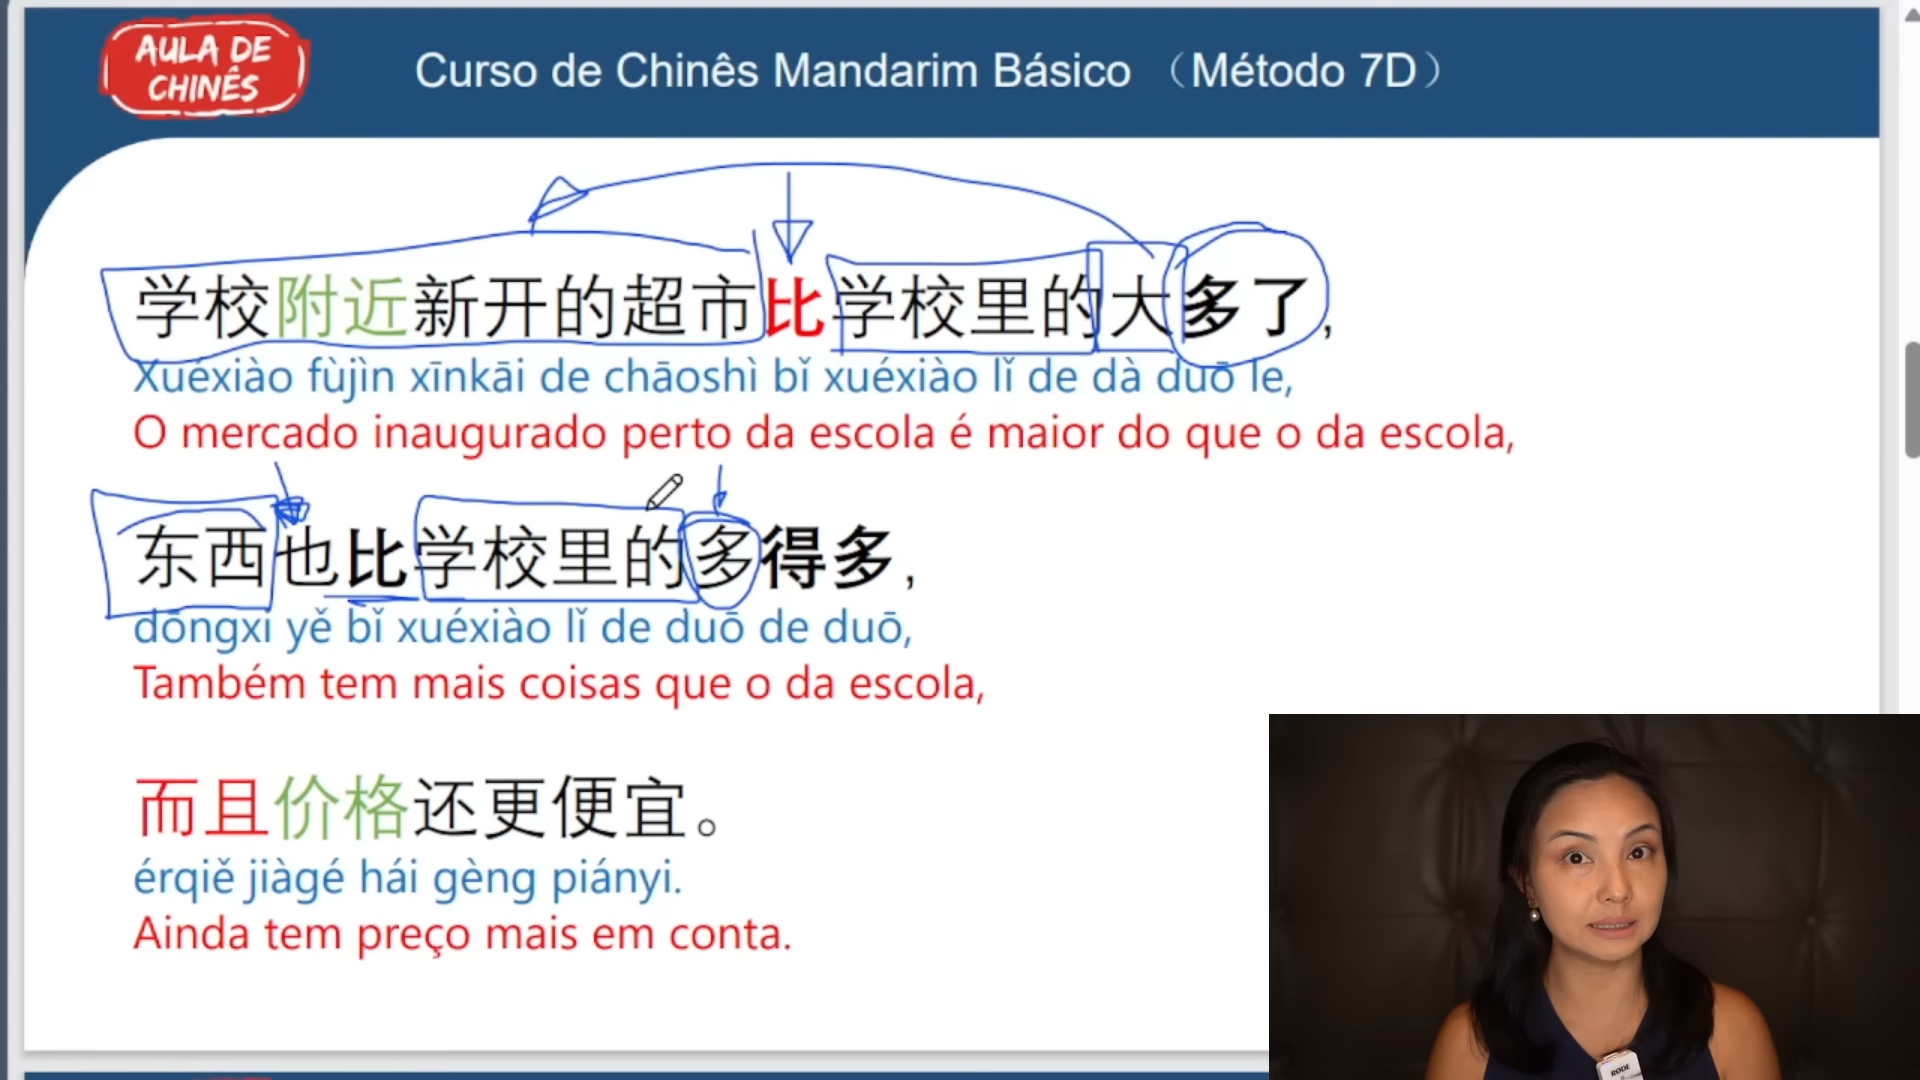 AULA DE
CHINÊS
Curso de Chinês Mandarim Básico （Método 7D）
学校附近新开的超市比学校里的大多了,
Xuéxiào fùjìn xīnkāi de chāoshì bǐ xuéxiào lǐ de dà duō le,
O mercado inaugurado perto da escola é maior do que o da escola,
东西也比学校里的多得多,
dōngxi yě bǐ xuéxiào lǐ de duō de duō,
Também tem mais coisas que o da escola,
而且价格还更便宜。
érqiě jiàgé hái gèng piányi.
Ainda tem preço mais em conta.
RØDE